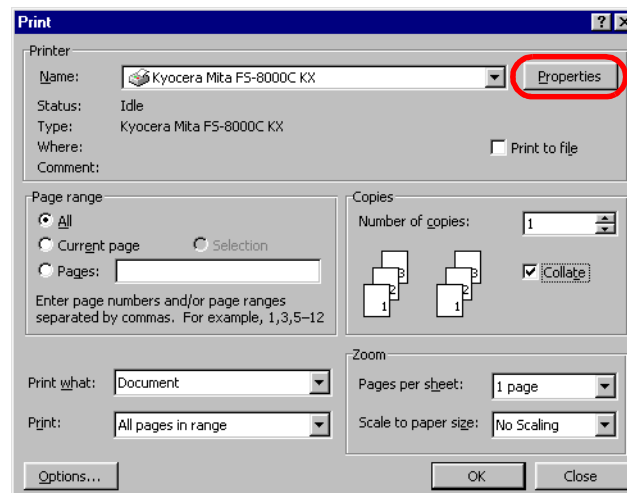 Print
Printer
Name: Kyocera Mita FS-8000C KX Properties
Status: Idle
Type: Kyocera Mita FS-8000C KX
Where:
Print to file
Comment:
Page range
All
Current page Selection
Pages:
Enter page numbers and/or page ranges
separated by commas. For example, 1,3,5–12
Copies
Number of copies: 1
1 2 3 1 2 3
Collate
Print what: Document
Print: All pages in range
Zoom
Pages per sheet: 1 page
Scale to paper size: No Scaling
Options... OK Close